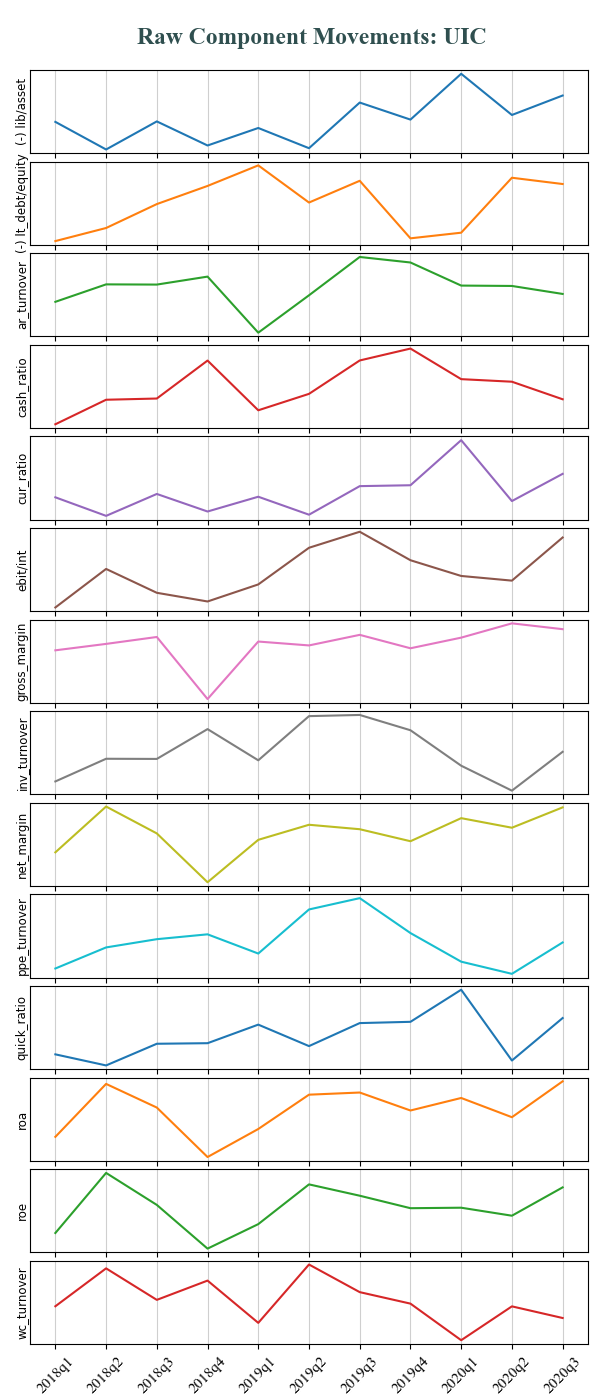 Raw Component Movements: UIC
(-) lib/asset
(-) lt_debt/equity
ar_turnover
cash_ratio
cur_ratio
ebit/int
gross_margin
inv_turnover
net_margin
ppe_turnover
quick_ratio
roa
roe
wc_turnover
2018q1 2018q2 2018q3 2018q4 2019q1 2019q2 2019q3 2019q4 2020q1 2020q2 2020q3